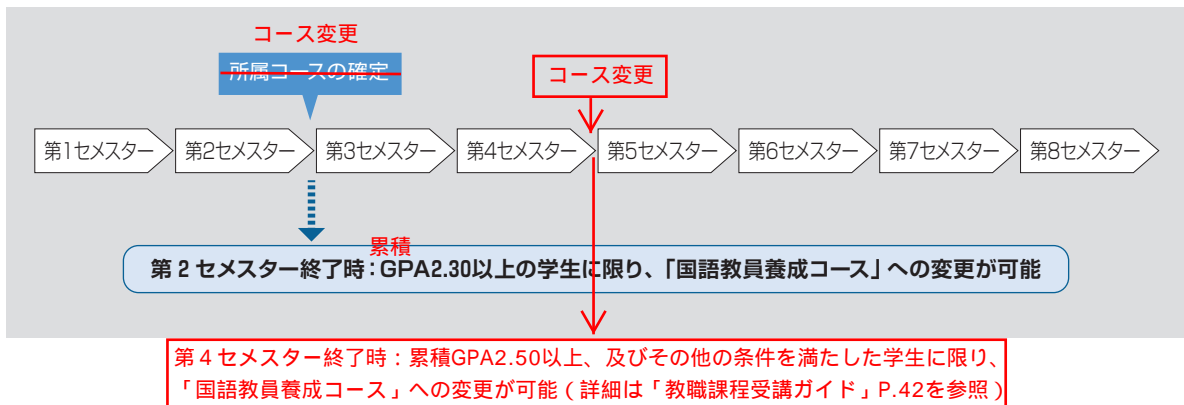 コース変更
所属コースの確定
コース変更
第1セメスター 第2セメスター 第3セメスター 第4セメスター 第5セメスター 第6セメスター 第7セメスター 第8セメスター
累積
第2セメスター終了時：GPA2.30以上の学生に限り、「国語教員養成コース」への変更が可能
第４セメスター終了時：累積GPA2.50以上、及びその他の条件を満たした学生に限り、
「国語教員養成コース」への変更が可能（詳細は「教職課程受講ガイド」P.42を参照）